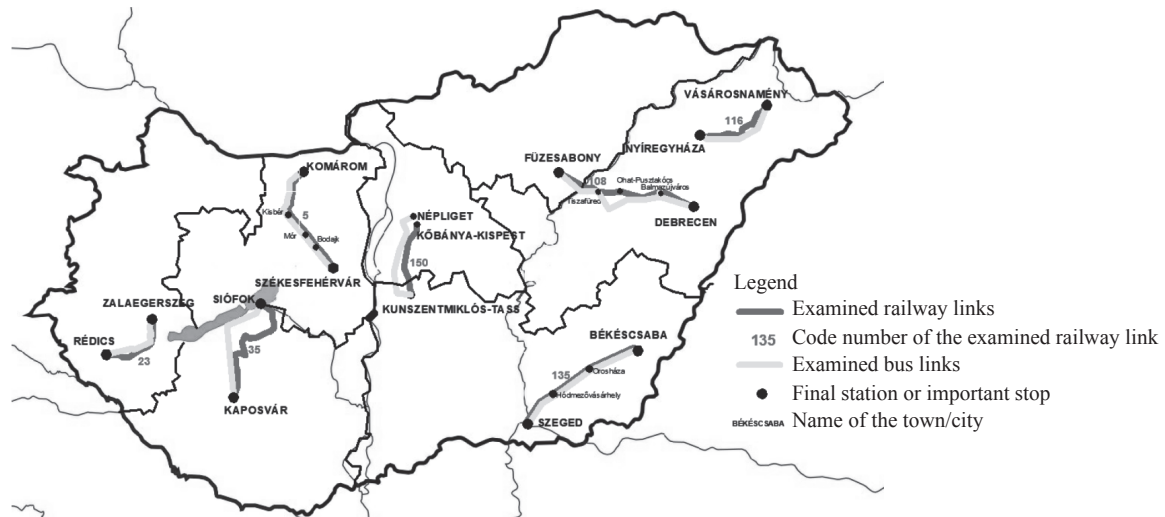 VÁSÁROSNAMÉNY
116
NYÍREGYHÁZA
FÜZESABONY
108
Ohat-Pusztakócs
Balmazújváros
Tiszafüred
DEBRECEN
KOMÁROM
Kisbér
5
Mór
Bodajk
SZÉKESFEHÉRVÁR
NÉPLIGET
KŐBÁNYA-KISPEST
150
KUNSZENTMIKLÓS-TASS
ZALAEGERSZEG
SIÓFOK
RÉDICS
23
35
KAPOSVÁR
BÉKÉSCSABA
135
Orosháza
Hódmezővásárhely
SZEGED
Legend
Examined railway links
135 Code number of the examined railway link
Examined bus links
Final station or important stop
BÉKÉSCSABA Name of the town/city